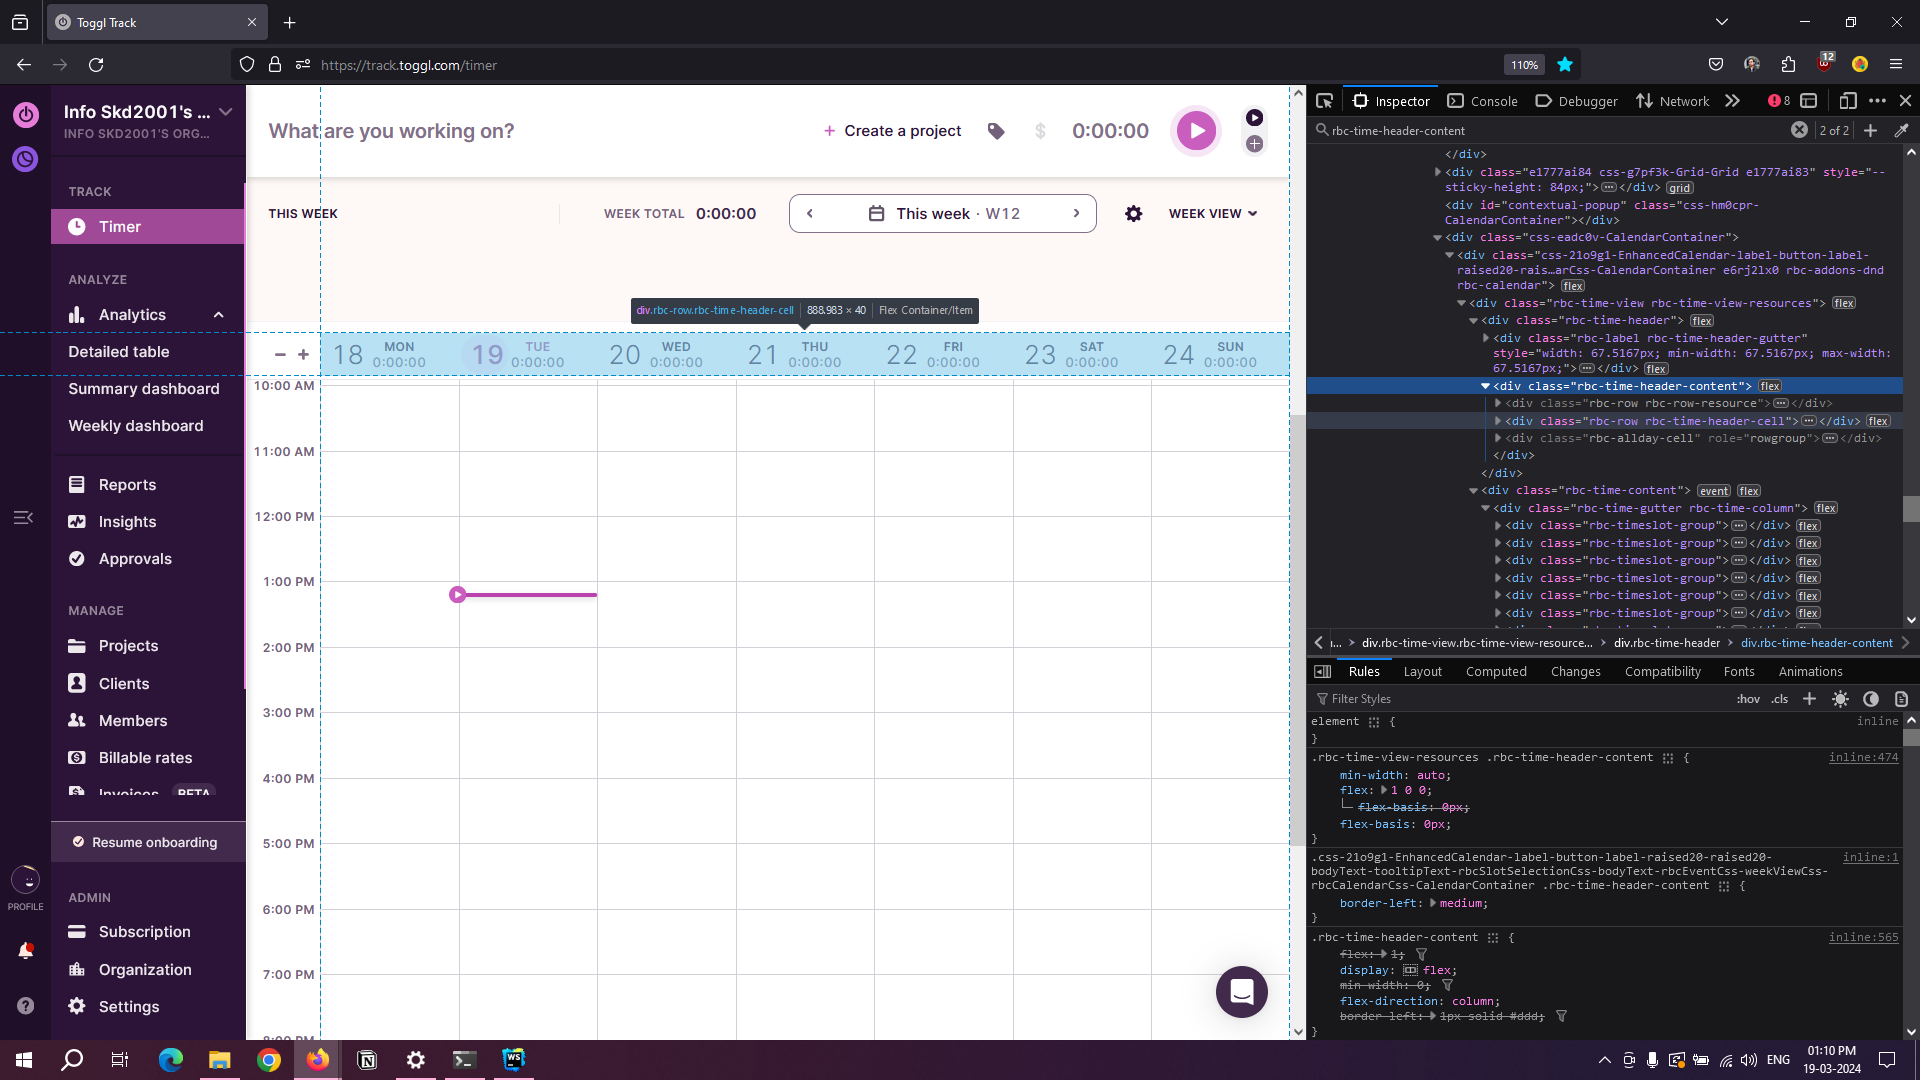 Toggl Track
https://track.toggl.com/timer
110%
12
Info Skd2001's ...
INFO SKD2001'S ORG...
TRACK
Timer
ANALYZE
Analytics
Detailed table
Summary dashboard
Weekly dashboard
Reports
Insights
Approvals
MANAGE
Projects
Clients
Members
Billable rates
Invoices BETA
Resume onboarding
PROFILE
ADMIN
Subscription
Organization
Settings
What are you working on?
+ Create a project
$
0:00:00
THIS WEEK
WEEK TOTAL 0:00:00
This week · W12
WEEK VIEW
div.rbc-row.rbc-time-header-cell | 888.983 × 40 | Flex Container/Item
18 MON 0:00:00
19 TUE 0:00:00
20 WED 0:00:00
21 THU 0:00:00
22 FRI 0:00:00
23 SAT 0:00:00
24 SUN 0:00:00
10:00 AM
11:00 AM
12:00 PM
1:00 PM
2:00 PM
3:00 PM
4:00 PM
5:00 PM
6:00 PM
7:00 PM
8:00 PM
Inspector Console Debugger Network 8
rbc-time-header-content 2 of 2
</div>
<div class="e1777ai84 css-g7pf3k-Grid-Grid e1777ai83" style="--
sticky-height: 84px;"> </div> grid
<div id="contextual-popup" class="css-hm0cpr-
CalendarContainer"></div>
<div class="css-eadc0v-CalendarContainer">
<div class="css-21o9g1-EnhancedCalendar-label-button-label-
raised20-rais…arCss-CalendarContainer e6rj2lx0 rbc-addons-dnd
rbc-calendar"> flex
<div class="rbc-time-view rbc-time-view-resources"> flex
<div class="rbc-time-header"> flex
<div class="rbc-label rbc-time-header-gutter"
style="width: 67.5167px; min-width: 67.5167px; max-width:
67.5167px;"> </div> flex
<div class="rbc-time-header-content"> flex
<div class="rbc-row rbc-row-resource"> </div>
<div class="rbc-row rbc-time-header-cell"> </div> flex
<div class="rbc-allday-cell" role="rowgroup"> </div>
</div>
</div>
<div class="rbc-time-content"> event flex
<div class="rbc-time-gutter rbc-time-column"> flex
<div class="rbc-timeslot-group"> </div> flex
<div class="rbc-timeslot-group"> </div> flex
<div class="rbc-timeslot-group"> </div> flex
<div class="rbc-timeslot-group"> </div> flex
<div class="rbc-timeslot-group"> </div> flex
<div class="rbc-timeslot-group"> </div> flex
div.rbc-time-view.rbc-time-view-resource... div.rbc-time-header div.rbc-time-header-content
Rules Layout Computed Changes Compatibility Fonts Animations
Filter Styles :hov .cls
element { inline
}
.rbc-time-view-resources .rbc-time-header-content { inline:474
min-width: auto;
flex: 1 0 0;
flex-basis: 0px;
flex-basis: 0px;
}
.css-21o9g1-EnhancedCalendar-label-button-label-raised20-raised20- inline:1
bodyText-tooltipText-rbcSlotSelectionCss-bodyText-rbcEventCss-weekViewCss-
rbcCalendarCss-CalendarContainer .rbc-time-header-content {
border-left: medium;
}
.rbc-time-header-content { inline:565
flex: 1;
display: flex;
min-width: 0;
flex-direction: column;
border-left: 1px solid #ddd;
}
ENG
01:10 PM
19-03-2024